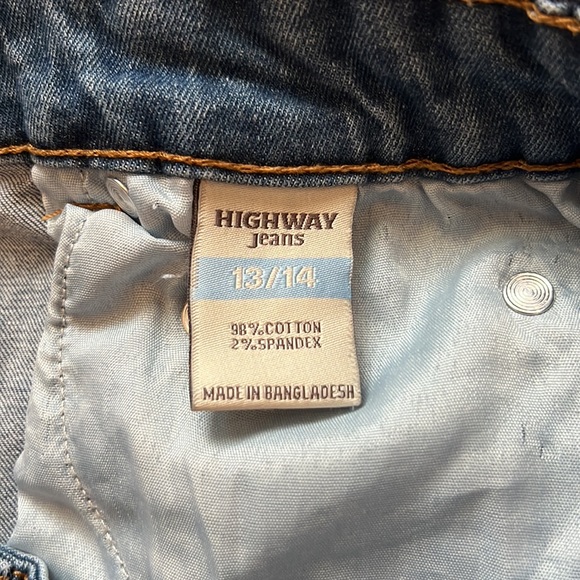 HIGHWAY
Jeans
13/14
98%COTTON
2%SPANDEX
MADE IN BANGLADESH